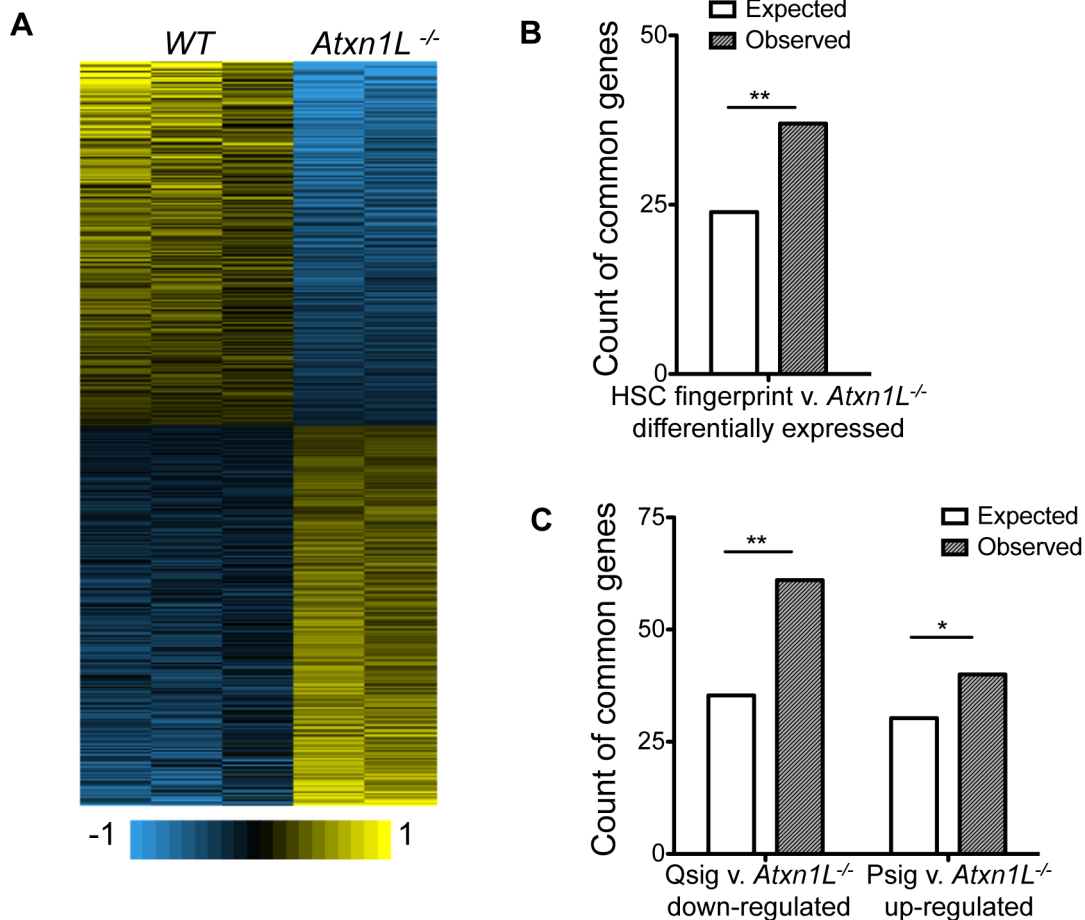 A
WT
Atxn1L -/-
-1
1
B
Expected
Observed
50
25
0
Count of common genes
**
HSC fingerprint v. Atxn1L-/-
differentially expressed
C
Expected
Observed
75
50
25
0
Count of common genes
**
*
Qsig v. Atxn1L-/-
down-regulated
Psig v. Atxn1L-/-
up-regulated